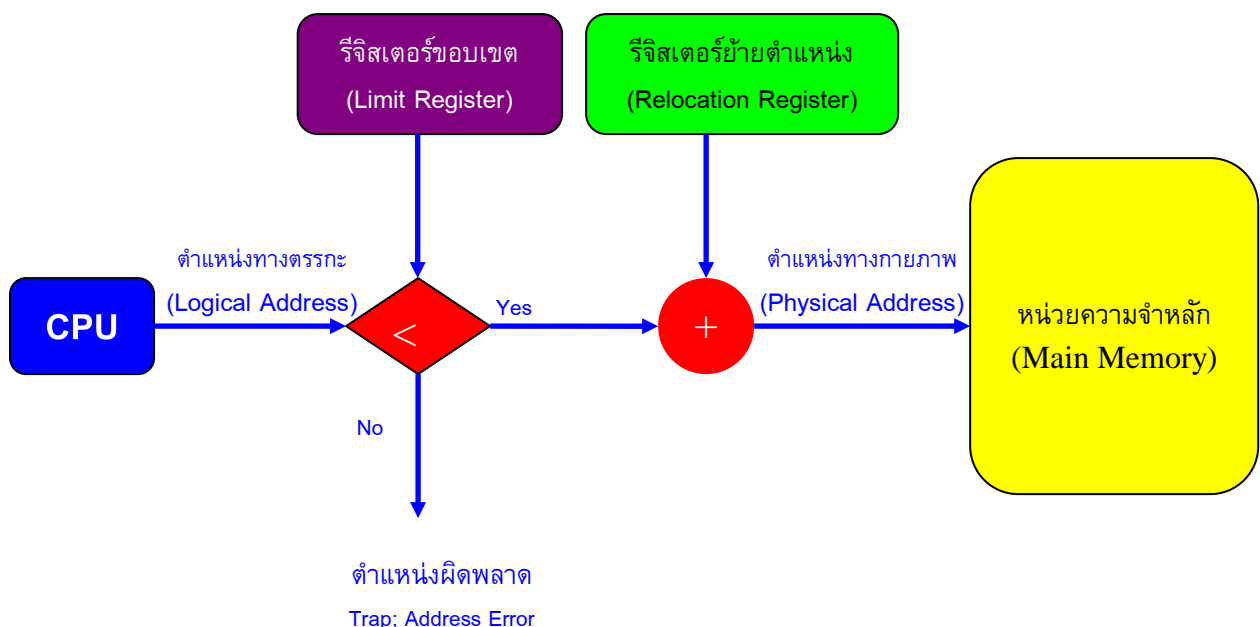 รีจิสเตอร์ขอบเขต
(Limit Register)
รีจิสเตอร์ย้ายตำแหน่ง
(Relocation Register)
ตำแหน่งทางตรรกะ
(Logical Address)
CPU
<
Yes
+
ตำแหน่งทางกายภาพ
(Physical Address)
หน่วยความจำหลัก
(Main Memory)
No
ตำแหน่งผิดพลาด
Trap; Address Error